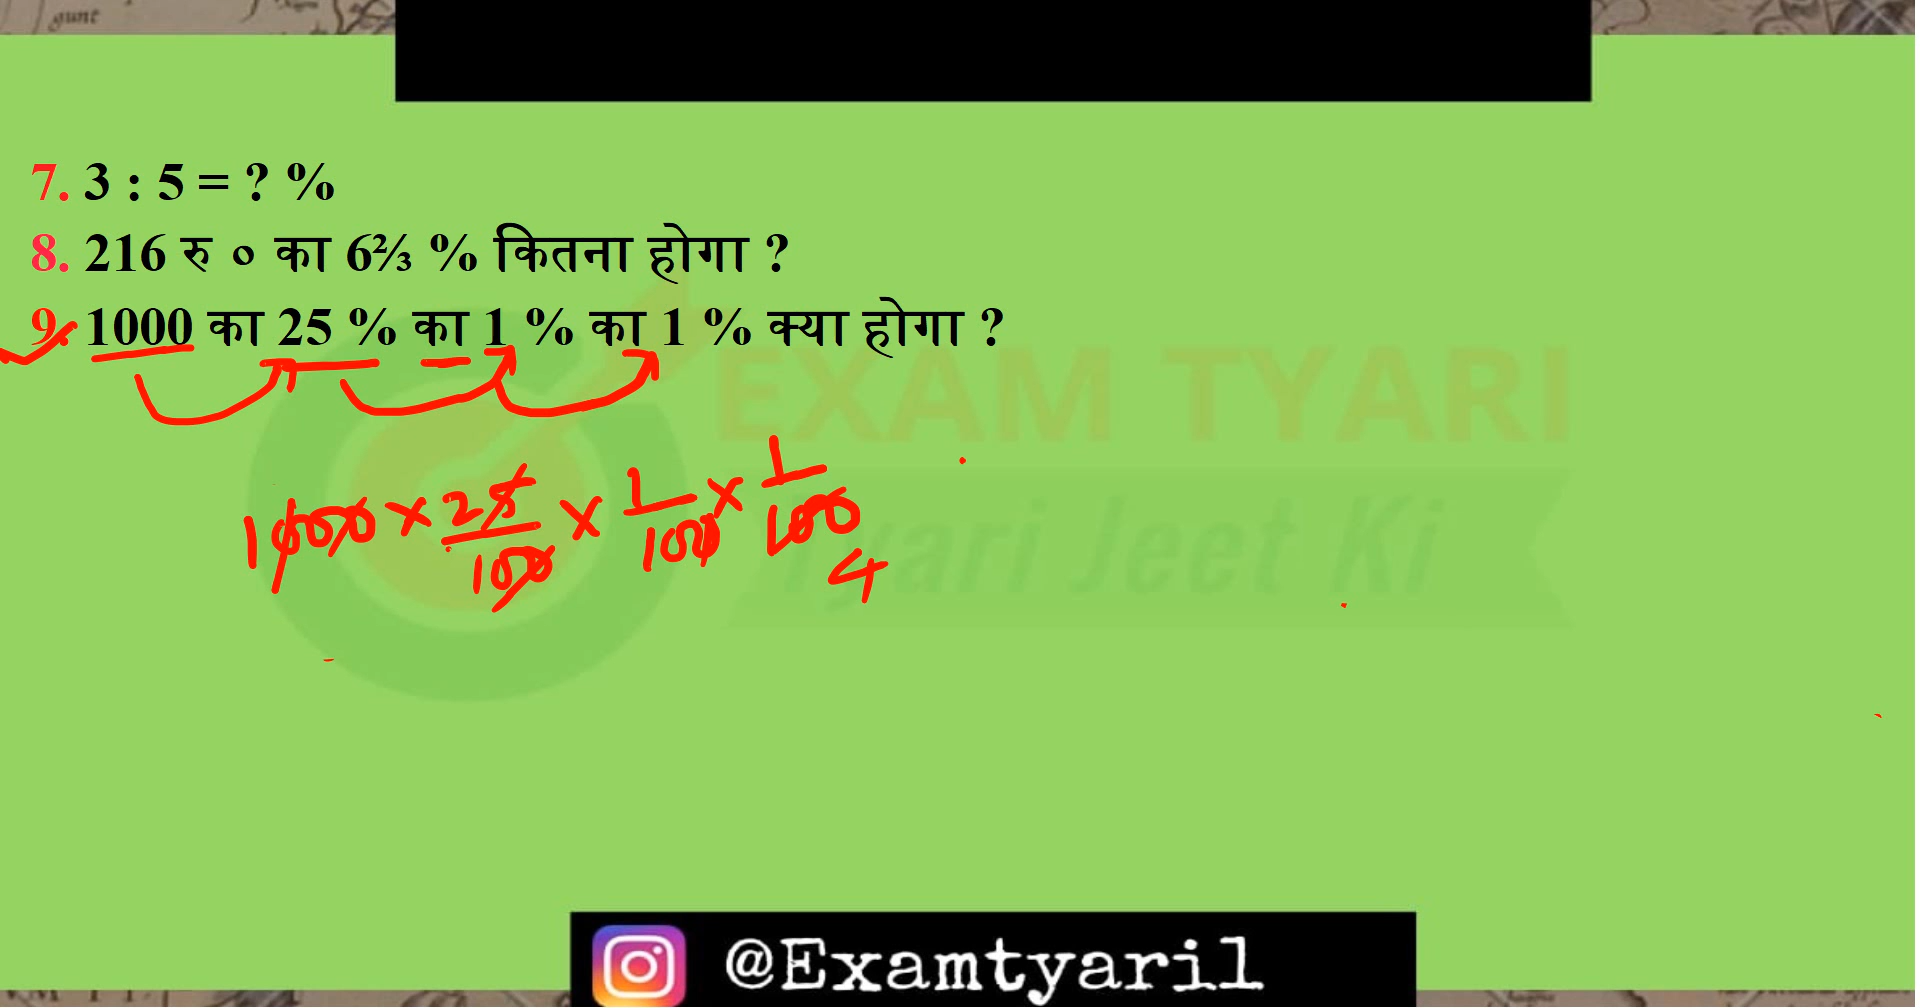 gunt
7. 3 : 5 = ? %
8. 216 रु ० का 6⅔ % कितना होगा ?
9. 1000 का 25 % का 1 % का 1 % क्या होगा ?
EXAM TYARI
Tyari Jeet Ki
1000 × 25/100 × 1/100 × 1/100
4
@Examtyari1